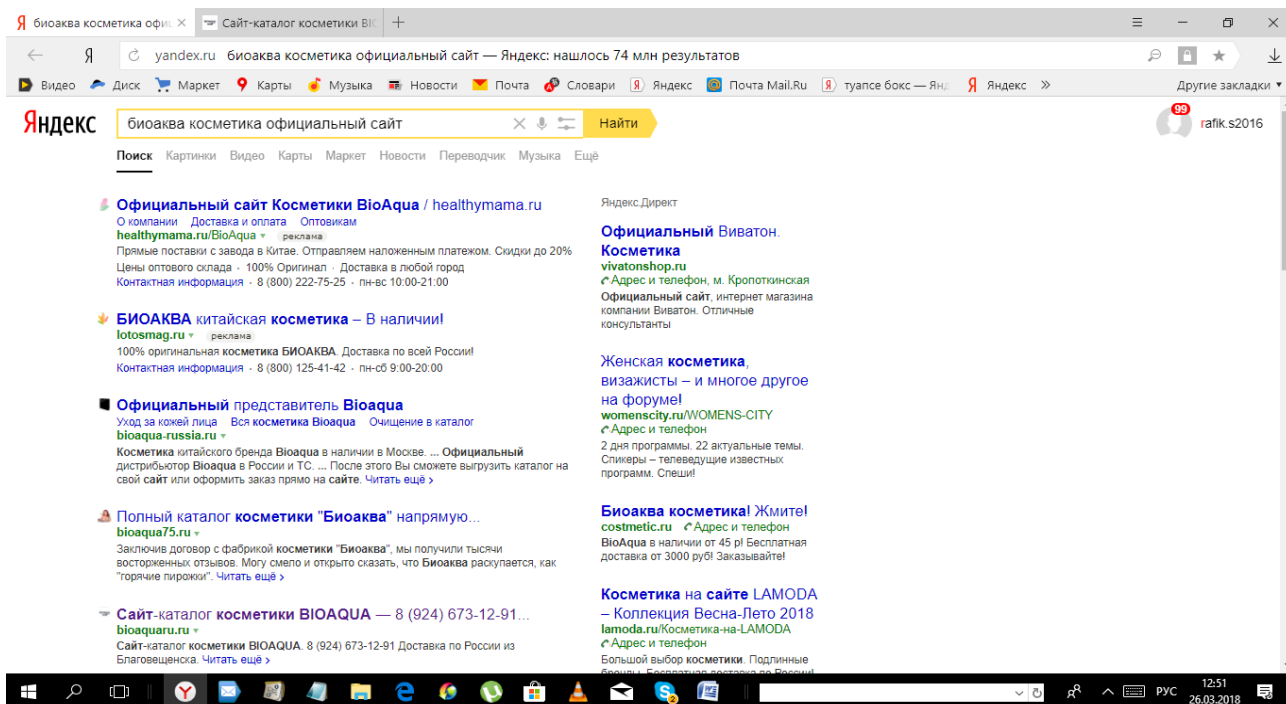 Я биоаква косметика офи
Сайт-каталог косметики BIO
yandex.ru биоаква косметика официальный сайт — Яндекс: нашлось 74 млн результатов
Видео Диск Маркет Карты Музыка Новости Почта Словари Яндекс Почта Mail.Ru туапсе бокс — Янд Яндекс » Другие закладки
Яндекс
биоаква косметика официальный сайт
Найти
99
rafik.s2016
Поиск Картинки Видео Карты Маркет Новости Переводчик Музыка Ещё
Официальный сайт Косметики BioAqua / healthymama.ru
О компании Доставка и оплата Оптовикам
healthymama.ru/BioAqua реклама
Прямые поставки с завода в Китае. Отправляем наложенным платежом. Скидки до 20%
Цены оптового склада · 100% Оригинал · Доставка в любой город
Контактная информация · 8 (800) 222-75-25 · пн-вс 10:00-21:00
БИОАКВА китайская косметика – В наличии!
lotosmag.ru реклама
100% оригинальная косметика БИОАКВА. Доставка по всей России!
Контактная информация · 8 (800) 125-41-42 · пн-сб 9:00-20:00
Официальный представитель Bioaqua
Уход за кожей лица Вся косметика Bioaqua Очищение в каталог
bioaqua-russia.ru
Косметика китайского бренда Bioaqua в наличии в Москве. ... Официальный
дистрибьютор Bioaqua в России и ТС. ... После этого Вы сможете выгрузить каталог на
свой сайт или оформить заказ прямо на сайте. Читать ещё ›
Полный каталог косметики "Биоаква" напрямую...
bioaqua75.ru
Заключив договор с фабрикой косметики "Биоаква", мы получили тысячи
восторженных отзывов. Могу смело и открыто сказать, что Биоаква раскупается, как
"горячие пирожки". Читать ещё ›
Сайт-каталог косметики BIOAQUA — 8 (924) 673-12-91...
bioaquaru.ru
Сайт-каталог косметики BIOAQUA. 8 (924) 673-12-91 Доставка по России из
Благовещенска. Читать ещё ›
Яндекс.Директ
Официальный Виватон.
Косметика
vivatonshop.ru
Адрес и телефон, м. Кропоткинская
Официальный сайт, интернет магазина
компании Виватон. Отличные
консультанты
Женская косметика,
визажисты – и многое другое
на форуме!
womenscity.ru/WOMENS-CITY
Адрес и телефон
2 дня программы. 22 актуальные темы.
Спикеры – телеведущие известных
программ. Спеши!
Биоаква косметика! Жмите!
costmetic.ru Адрес и телефон
BioAqua в наличии от 45 р! Бесплатная
доставка от 3000 руб! Заказывайте!
Косметика на сайте LAMODA
– Коллекция Весна-Лето 2018
lamoda.ru/Косметика-на-LAMODA
Адрес и телефон
Большой выбор косметики. Подлинные
бренды. Бесплатная доставка по России!
РУС
12:51
26.03.2018